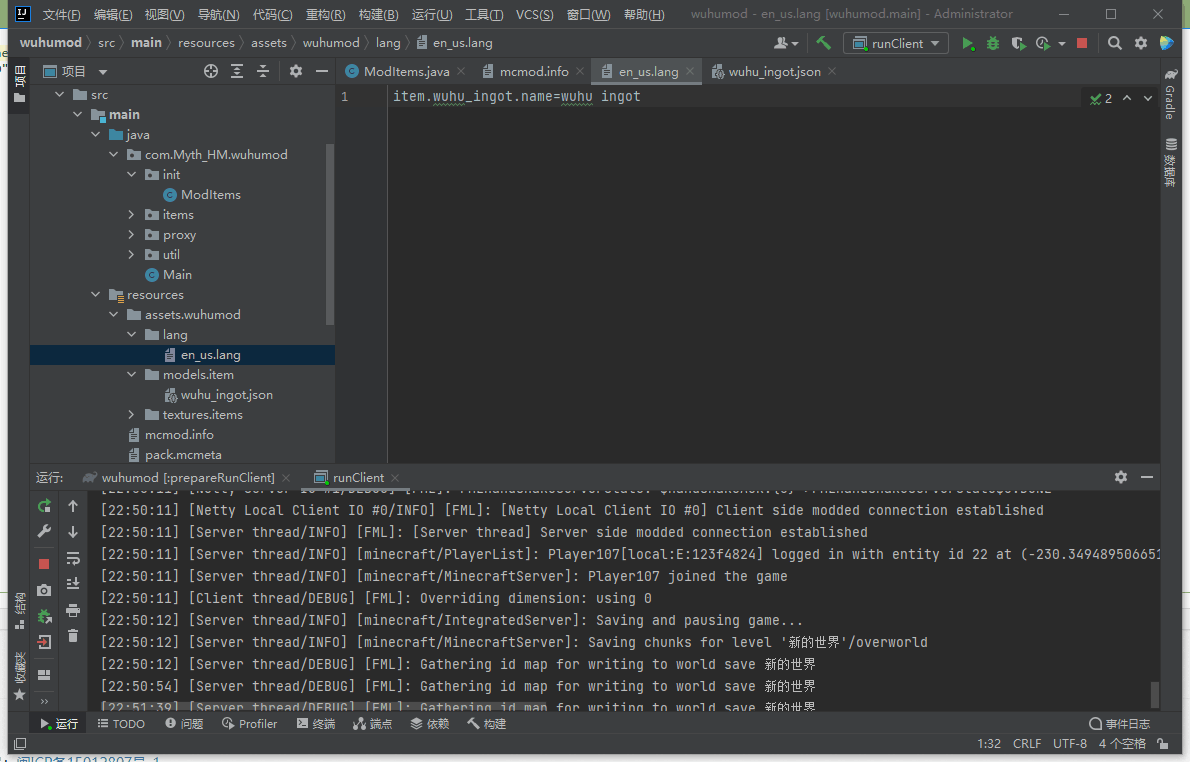 文件(F) 编辑(E) 视图(V) 导航(N) 代码(C) 重构(R) 构建(B) 运行(U) 工具(T) VCS(S) 窗口(W) 帮助(H) wuhumod - en_us.lang [wuhumod.main] - Administrator
wuhumod src main resources assets wuhumod lang en_us.lang runClient
项目 项目 ModItems.java mcmod.info en_us.lang wuhu_ingot.json
Gradle
数据库
1 item.wuhu_ingot.name=wuhu ingot 2
src
main
java
com.Myth_HM.wuhumod
init
ModItems
items
proxy
util
Main
resources
assets.wuhumod
lang
en_us.lang
models.item
wuhu_ingot.json
textures.items
mcmod.info
pack.mcmeta
运行: wuhumod [:prepareRunClient] runClient
[22:50:11] [Netty Local Client IO #0/INFO] [FML]: [Netty Local Client IO #0] Client side modded connection established
[22:50:11] [Server thread/INFO] [FML]: [Server thread] Server side modded connection established
[22:50:11] [Server thread/INFO] [minecraft/PlayerList]: Player107[local:E:123f4824] logged in with entity id 22 at (-230.349489506651
[22:50:11] [Server thread/INFO] [minecraft/MinecraftServer]: Player107 joined the game
[22:50:11] [Client thread/DEBUG] [FML]: Overriding dimension: using 0
[22:50:12] [Server thread/INFO] [minecraft/IntegratedServer]: Saving and pausing game...
[22:50:12] [Server thread/INFO] [minecraft/MinecraftServer]: Saving chunks for level '新的世界'/overworld
[22:50:12] [Server thread/DEBUG] [FML]: Gathering id map for writing to world save 新的世界
[22:50:54] [Server thread/DEBUG] [FML]: Gathering id map for writing to world save 新的世界
[22:51:39] [Server thread/DEBUG] [FML]: Gathering id map for writing to world save 新的世界
结构
收藏夹
运行 TODO 问题 Profiler 终端 端点 依赖 构建 事件日志
1:32 CRLF UTF-8 4 个空格